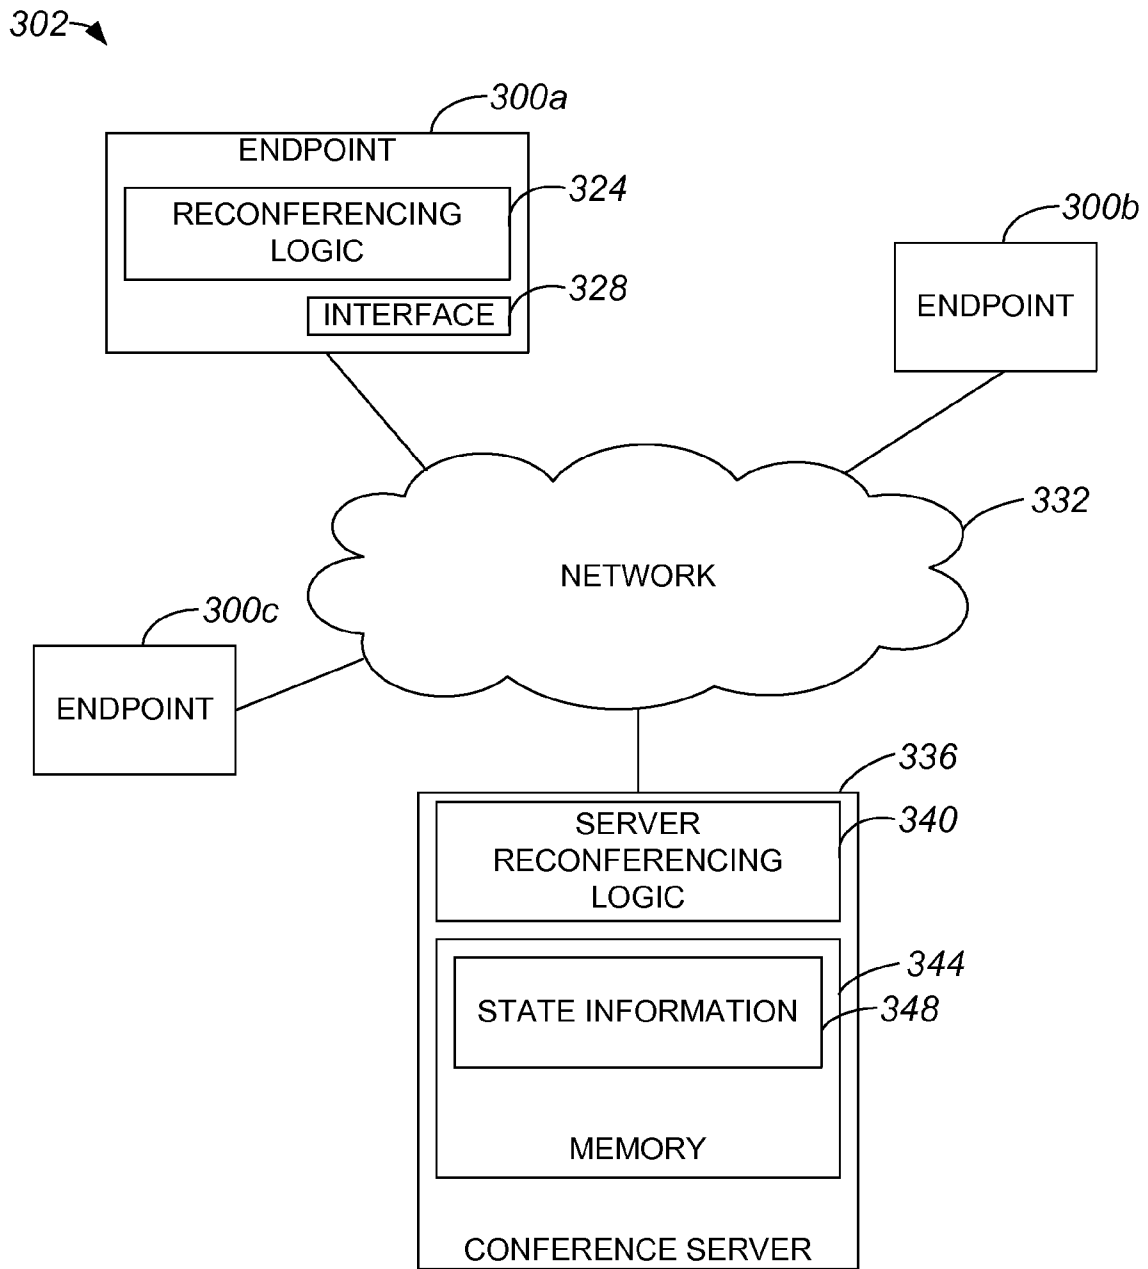 302
300a
ENDPOINT
324
RECONFERENCING
LOGIC
300b
328
INTERFACE
ENDPOINT
332
NETWORK
300c
ENDPOINT
336
SERVER
340
RECONFERENCING
LOGIC
344
STATE INFORMATION
348
MEMORY
CONFERENCE SERVER